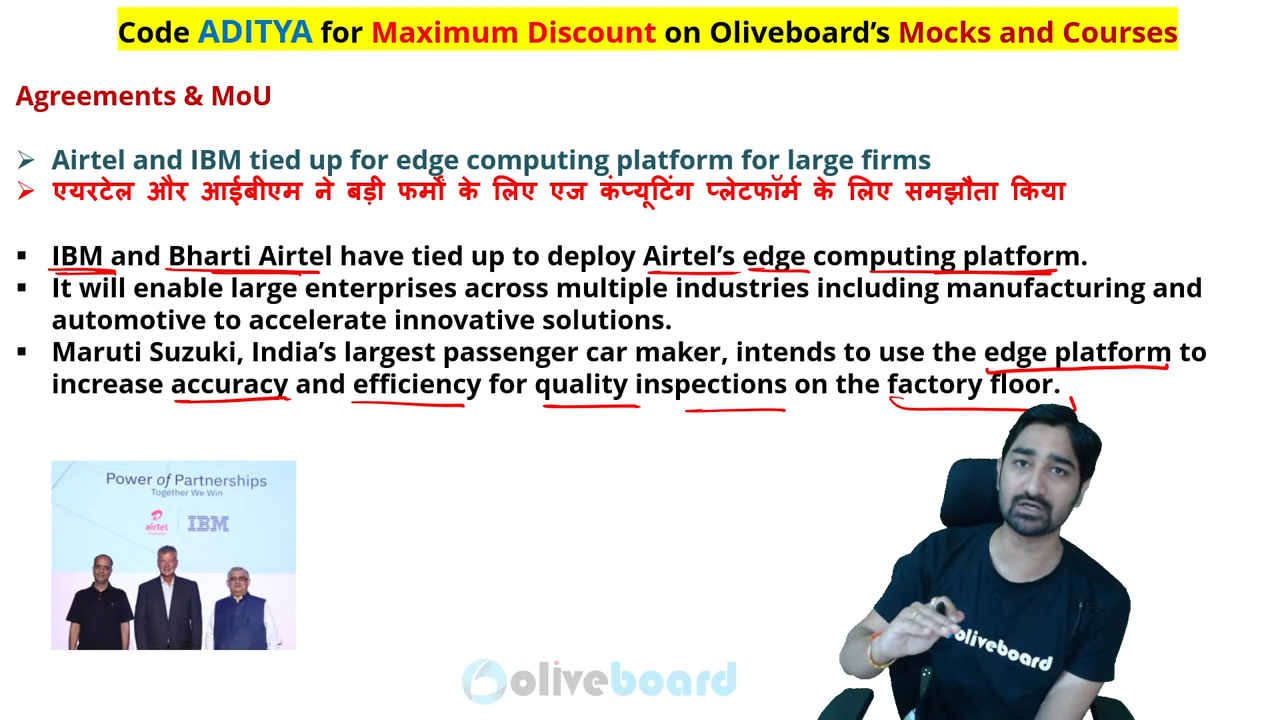 Code ADITYA for Maximum Discount on Oliveboard’s Mocks and Courses
Agreements & MoU
➢ Airtel and IBM tied up for edge computing platform for large firms
➢ एयरटेल और आईबीएम ने बड़ी फर्मों के लिए एज कंप्यूटिंग प्लेटफॉर्म के लिए समझौता किया
▪ IBM and Bharti Airtel have tied up to deploy Airtel’s edge computing platform.
▪ It will enable large enterprises across multiple industries including manufacturing and
automotive to accelerate innovative solutions.
▪ Maruti Suzuki, India’s largest passenger car maker, intends to use the edge platform to
increase accuracy and efficiency for quality inspections on the factory floor.
Power of Partnerships
Together We Win
airtel IBM
oliveboard
oliveboard